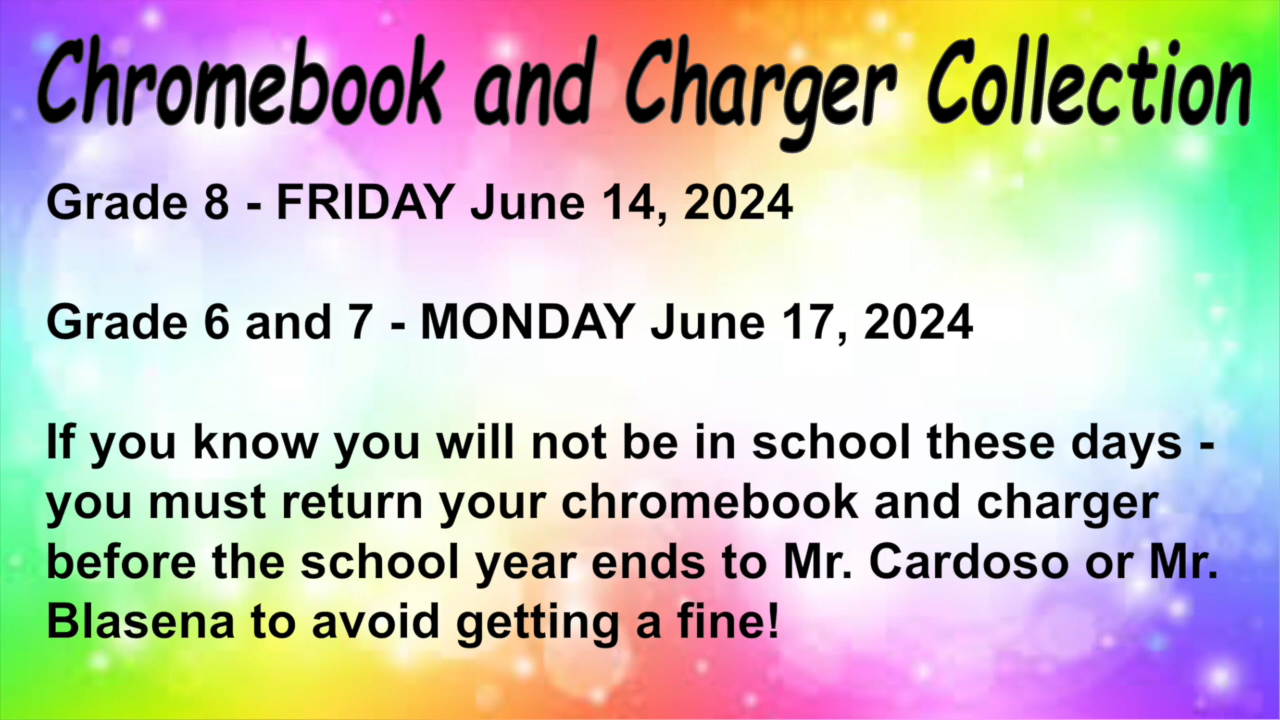 Chromebook and Charger Collection
Grade 8 - FRIDAY June 14, 2024
Grade 6 and 7 - MONDAY June 17, 2024
If you know you will not be in school these days -
you must return your chromebook and charger
before the school year ends to Mr. Cardoso or Mr.
Blasena to avoid getting a fine!